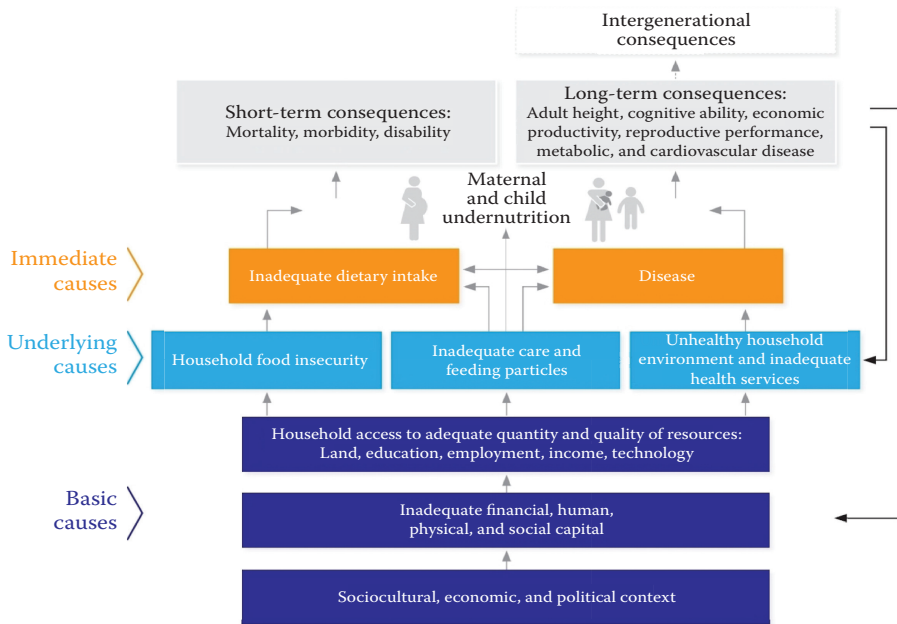 Intergenerational
consequences
Short-term consequences:
Mortality, morbidity, disability
Long-term consequences:
Adult height, cognitive ability, economic
productivity, reproductive performance,
metabolic, and cardiovascular disease
Maternal
and child
undernutrition
Immediate
causes
Inadequate dietary intake
Disease
Underlying
causes
Household food insecurity
Inadequate care and
feeding particles
Unhealthy household
environment and inadequate
health services
Household access to adequate quantity and quality of resources:
Land, education, employment, income, technology
Basic
causes
Inadequate financial, human,
physical, and social capital
Sociocultural, economic, and political context